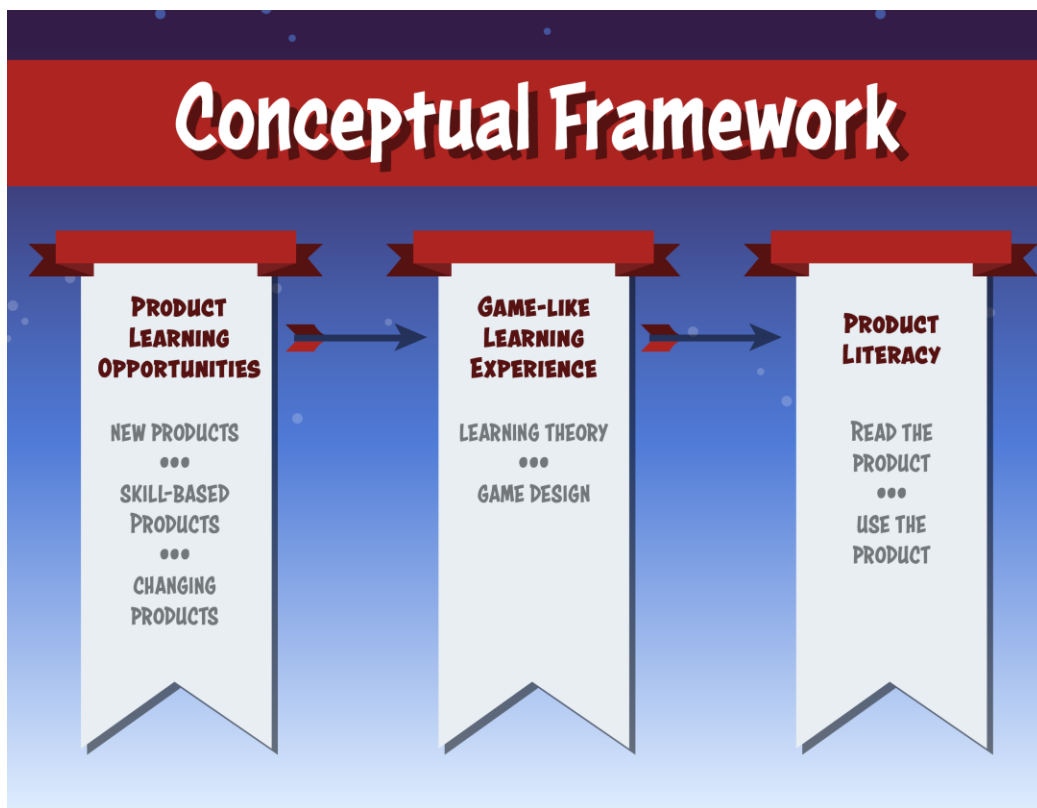 Conceptual Framework
Product
Learning
Opportunities
New products
•••
Skill-based
Products
•••
Changing
products
Game-like
Learning
Experience
Learning theory
•••
Game design
Product
Literacy
Read the
product
•••
Use the
product